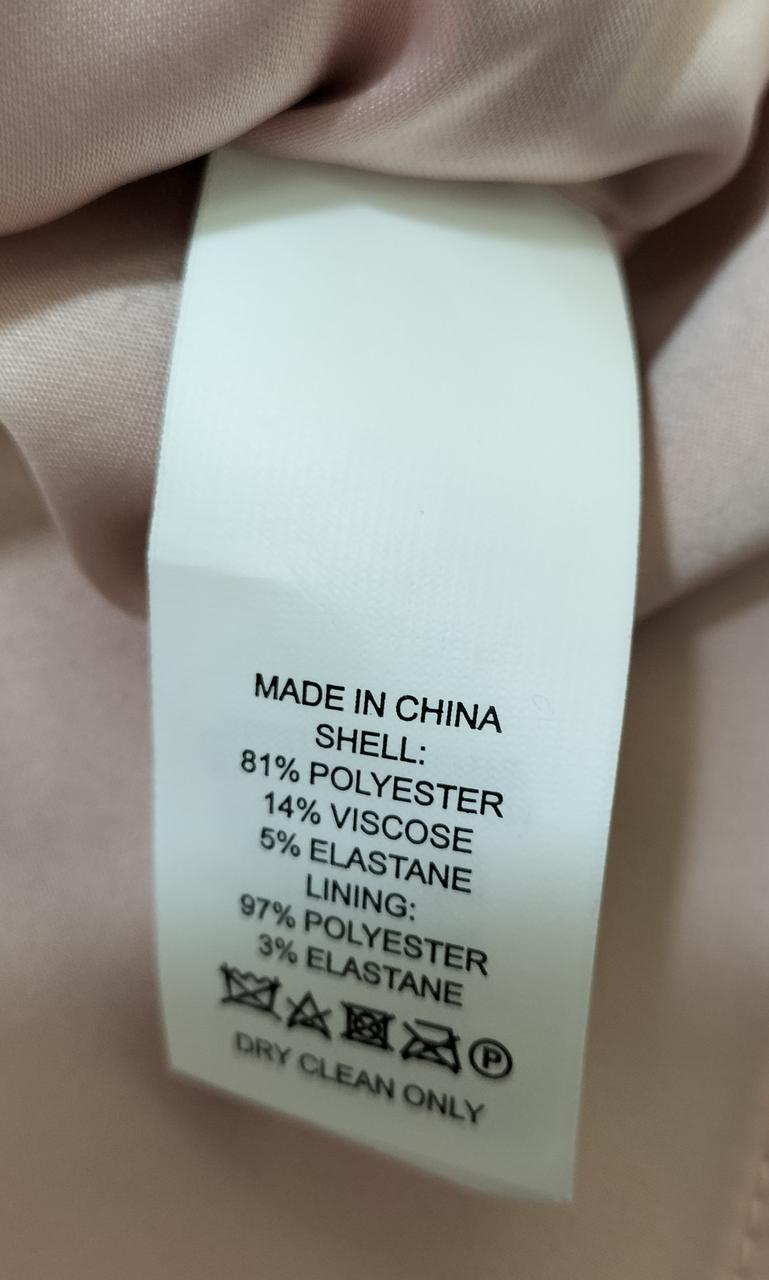 MADE IN CHINA
SHELL:
81% POLYESTER
14% VISCOSE
5% ELASTANE
LINING:
97% POLYESTER
3% ELASTANE
P
DRY CLEAN ONLY